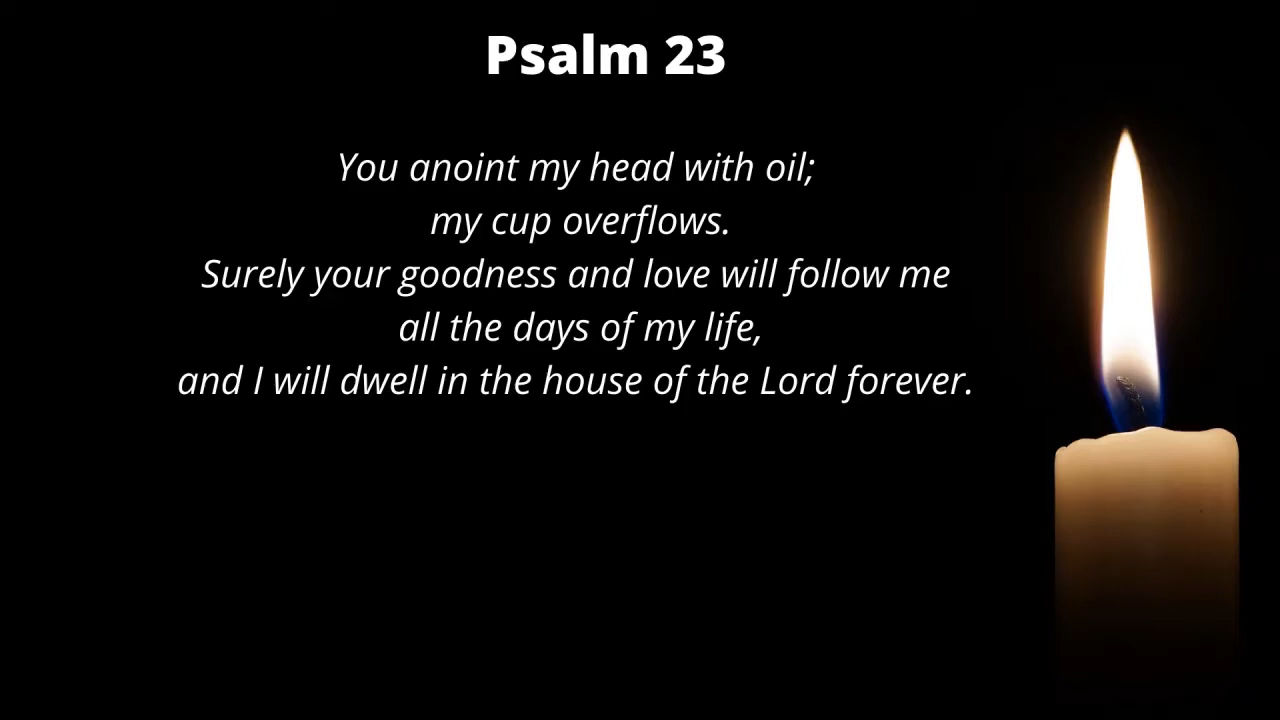 Psalm 23
You anoint my head with oil;
my cup overflows.
Surely your goodness and love will follow me
all the days of my life,
and I will dwell in the house of the Lord forever.